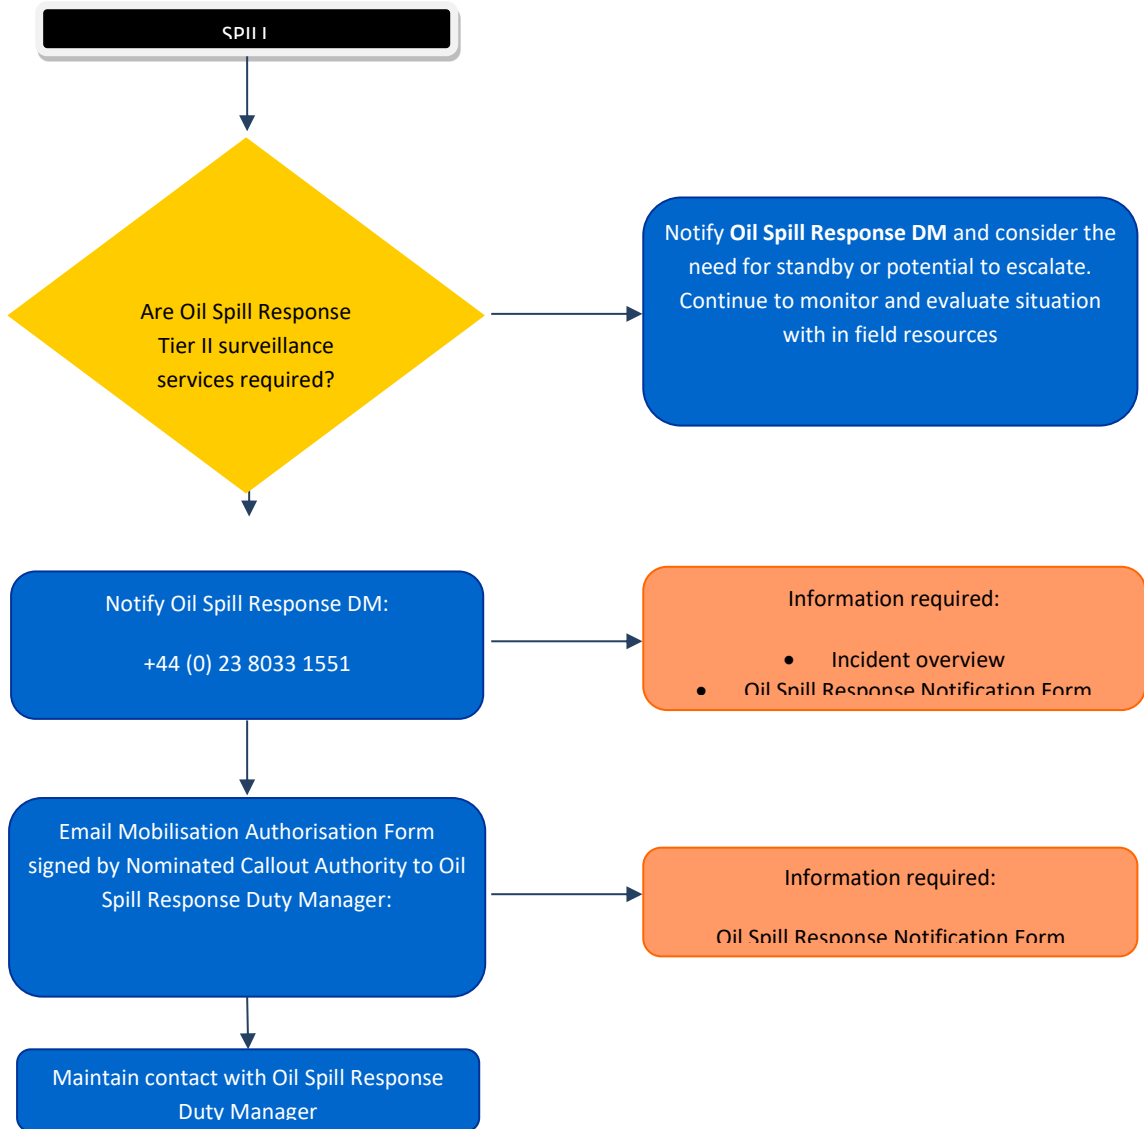 SPILL
Are Oil Spill Response
Tier II surveillance
services required?
Notify Oil Spill Response DM and consider the
need for standby or potential to escalate.
Continue to monitor and evaluate situation
with in field resources
Notify Oil Spill Response DM:
+44 (0) 23 8033 1551
Information required:
• Incident overview
• Oil Spill Response Notification Form
Email Mobilisation Authorisation Form
signed by Nominated Callout Authority to Oil
Spill Response Duty Manager:
Information required:
Oil Spill Response Notification Form
Maintain contact with Oil Spill Response
Duty Manager